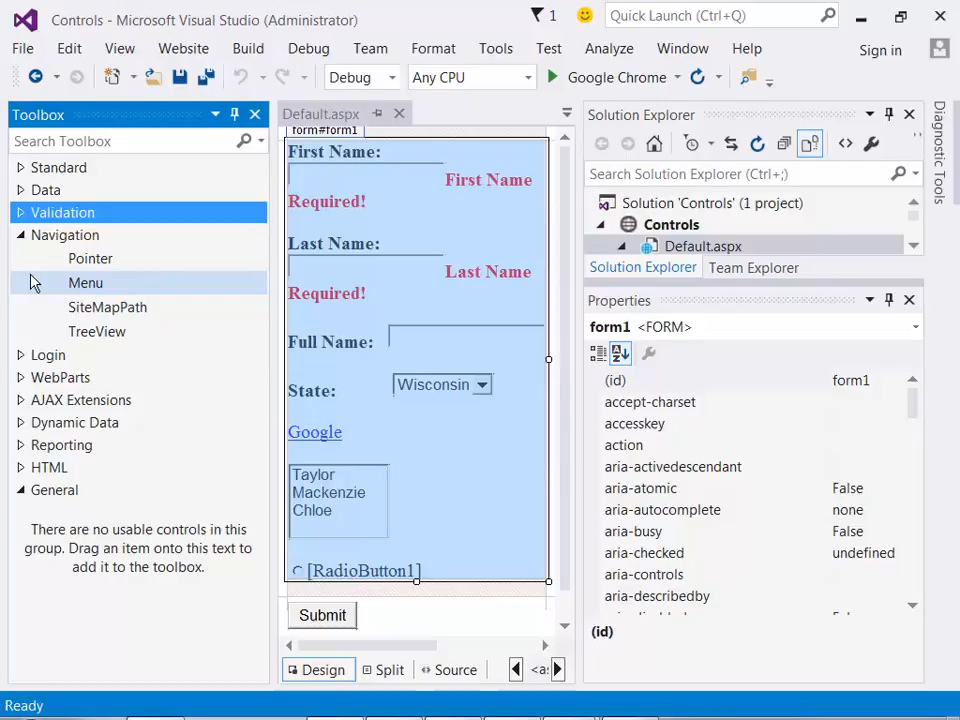 Controls - Microsoft Visual Studio (Administrator)
1
Quick Launch (Ctrl+Q)
File Edit View Website Build Debug Team Format Tools Test Analyze Window Help
Sign in
Debug Any CPU Google Chrome
Toolbox
Search Toolbox
Standard
Data
Validation
Navigation
Pointer
Menu
SiteMapPath
TreeView
Login
WebParts
AJAX Extensions
Dynamic Data
Reporting
HTML
General
There are no usable controls in this
group. Drag an item onto this text to
add it to the toolbox.
Default.aspx
form#form1
First Name:
First Name
Required!
Last Name:
Last Name
Required!
Full Name:
State: Wisconsin
Google
Taylor
Mackenzie
Chloe
[RadioButton1]
Submit
Design Split Source <a
Solution Explorer
Search Solution Explorer (Ctrl+;)
Solution 'Controls' (1 project)
Controls
Default.aspx
Solution Explorer Team Explorer
Properties
form1 <FORM>
(id) form1
accept-charset
accesskey
action
aria-activedescendant
aria-atomic False
aria-autocomplete none
aria-busy False
aria-checked undefined
aria-controls
aria-describedby
(id)
Diagnostic Tools
Ready